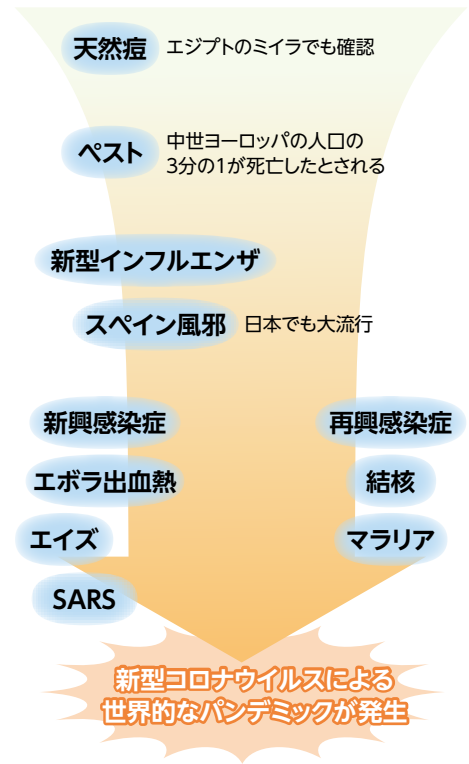 天然痘 エジプトのミイラでも確認
ペスト 中世ヨーロッパの人口の
3分の1が死亡したとされる
新型インフルエンザ
スペイン風邪 日本でも大流行
新興感染症 再興感染症
エボラ出血熱 結核
エイズ マラリア
SARS
新型コロナウイルスによる
世界的なパンデミックが発生